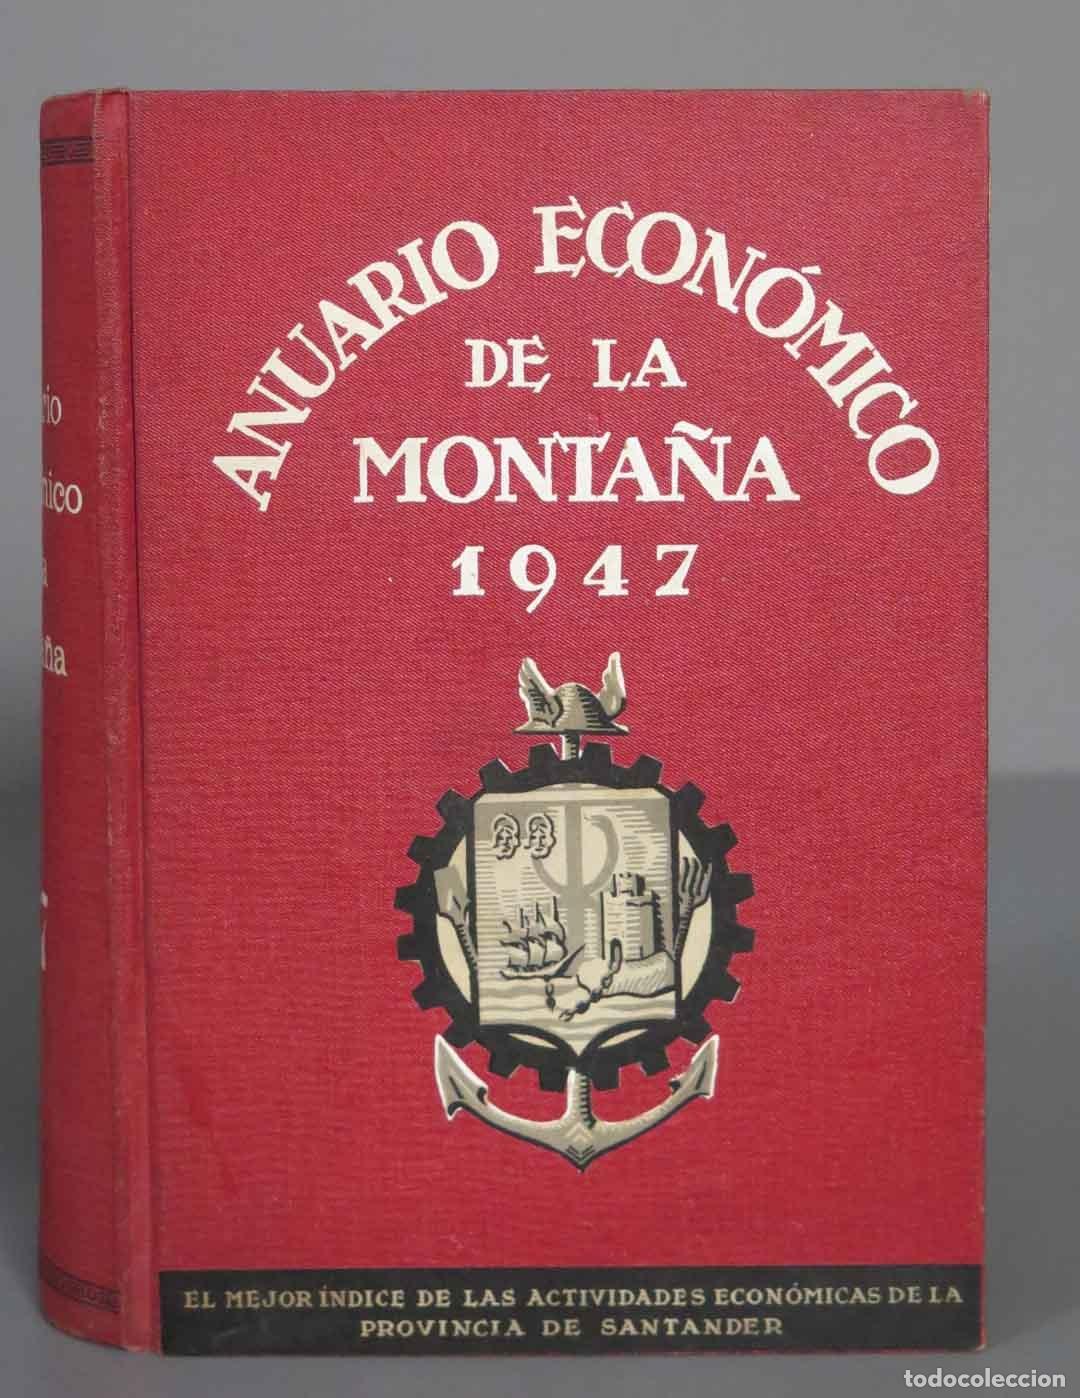 ANUARIO ECONÓMICO
DE LA
MONTAÑA
1947
EL MEJOR ÍNDICE DE LAS ACTIVIDADES ECONÓMICAS DE LA
PROVINCIA DE SANTANDER
todocoleccion